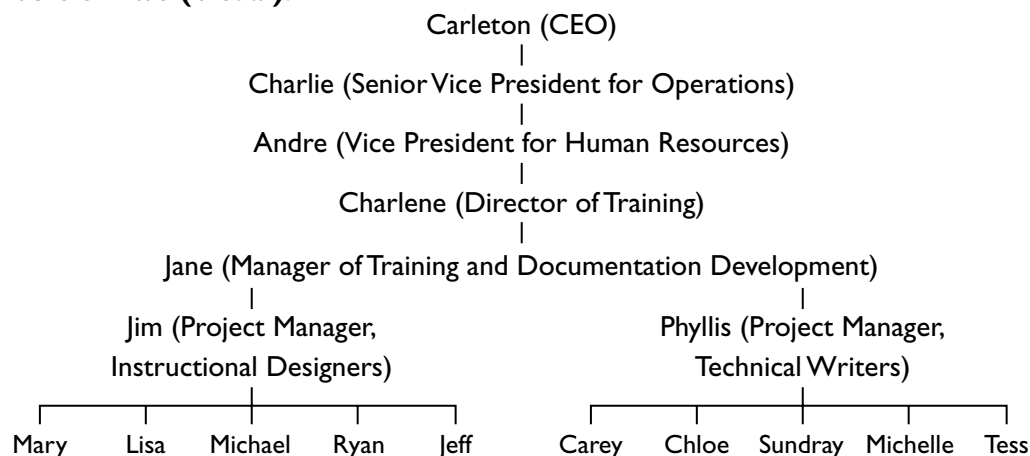 Carleton (CEO)
Charlie (Senior Vice President for Operations)
Andre (Vice President for Human Resources)
Charlene (Director of Training)
Jane (Manager of Training and Documentation Development)
Jim (Project Manager,
Instructional Designers)
Phyllis (Project Manager,
Technical Writers)
Mary Lisa Michael Ryan Jeff
Carey Chloe Sundray Michelle Tess